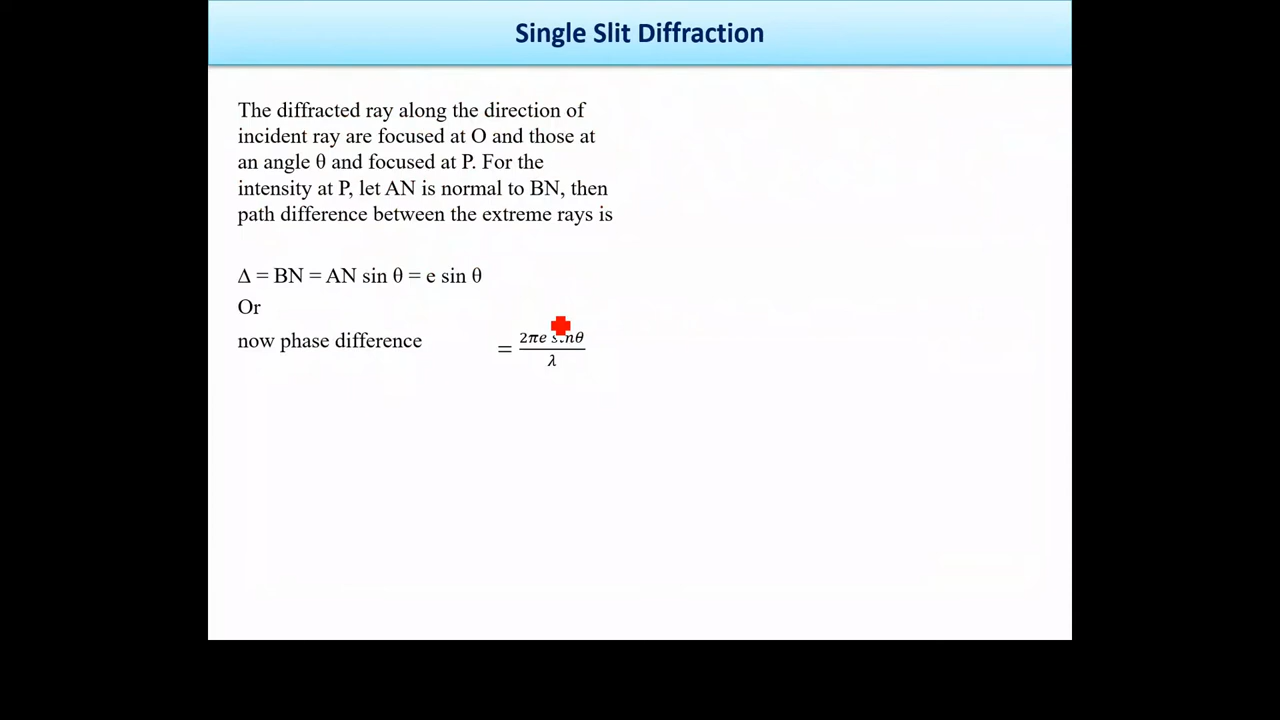 Single Slit Diffraction
The diffracted ray along the direction of
incident ray are focused at O and those at
an angle θ and focused at P. For the
intensity at P, let AN is normal to BN, then
path difference between the extreme rays is
Δ = BN = AN sin θ = e sin θ
Or
now phase difference = 2πe sinθ / λ